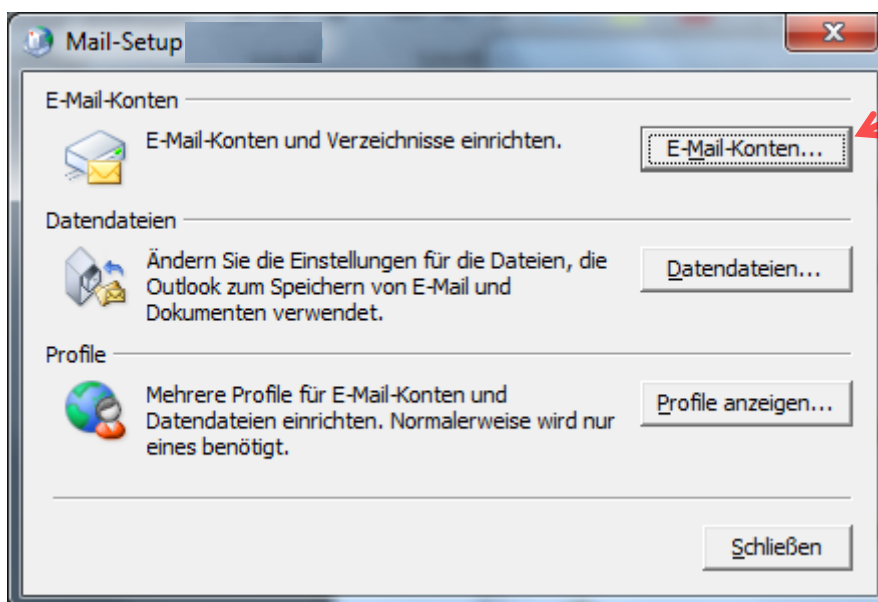 Mail-Setup
E-Mail-Konten
E-Mail-Konten und Verzeichnisse einrichten.
E-Mail-Konten...
Datendateien
Ändern Sie die Einstellungen für die Dateien, die
Outlook zum Speichern von E-Mail und
Dokumenten verwendet.
Datendateien...
Profile
Mehrere Profile für E-Mail-Konten und
Datendateien einrichten. Normalerweise wird nur
eines benötigt.
Profile anzeigen...
Schließen